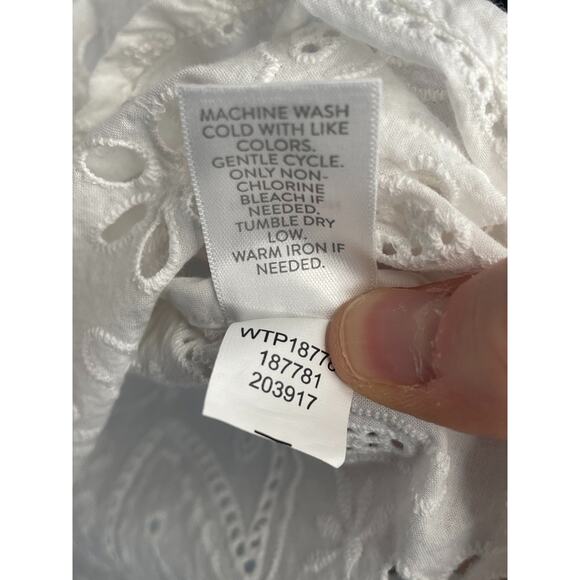 MACHINE WASH
COLD WITH LIKE
COLORS.
GENTLE CYCLE.
ONLY NON-
CHLORINE
BLEACH IF
NEEDED.
TUMBLE DRY
LOW.
WARM IRON IF
NEEDED.
187781
203917